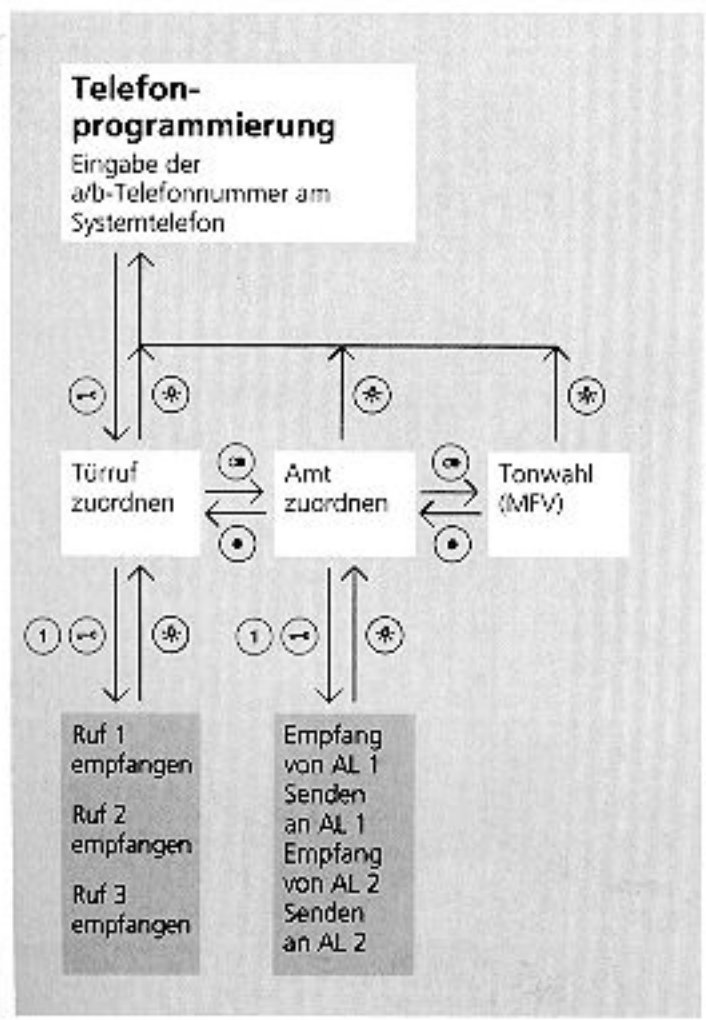 Telefon-
programmierung
Eingabe der
a/b-Telefonnummer am
Systemtelefon
Türruf
zuordnen
Amt
zuordnen
Tonwahl
(MFV)
1
1
Ruf 1
empfangen
Ruf 2
empfangen
Ruf 3
empfangen
Empfang
von AL 1
Senden
an AL 1
Empfang
von AL 2
Senden
an AL 2